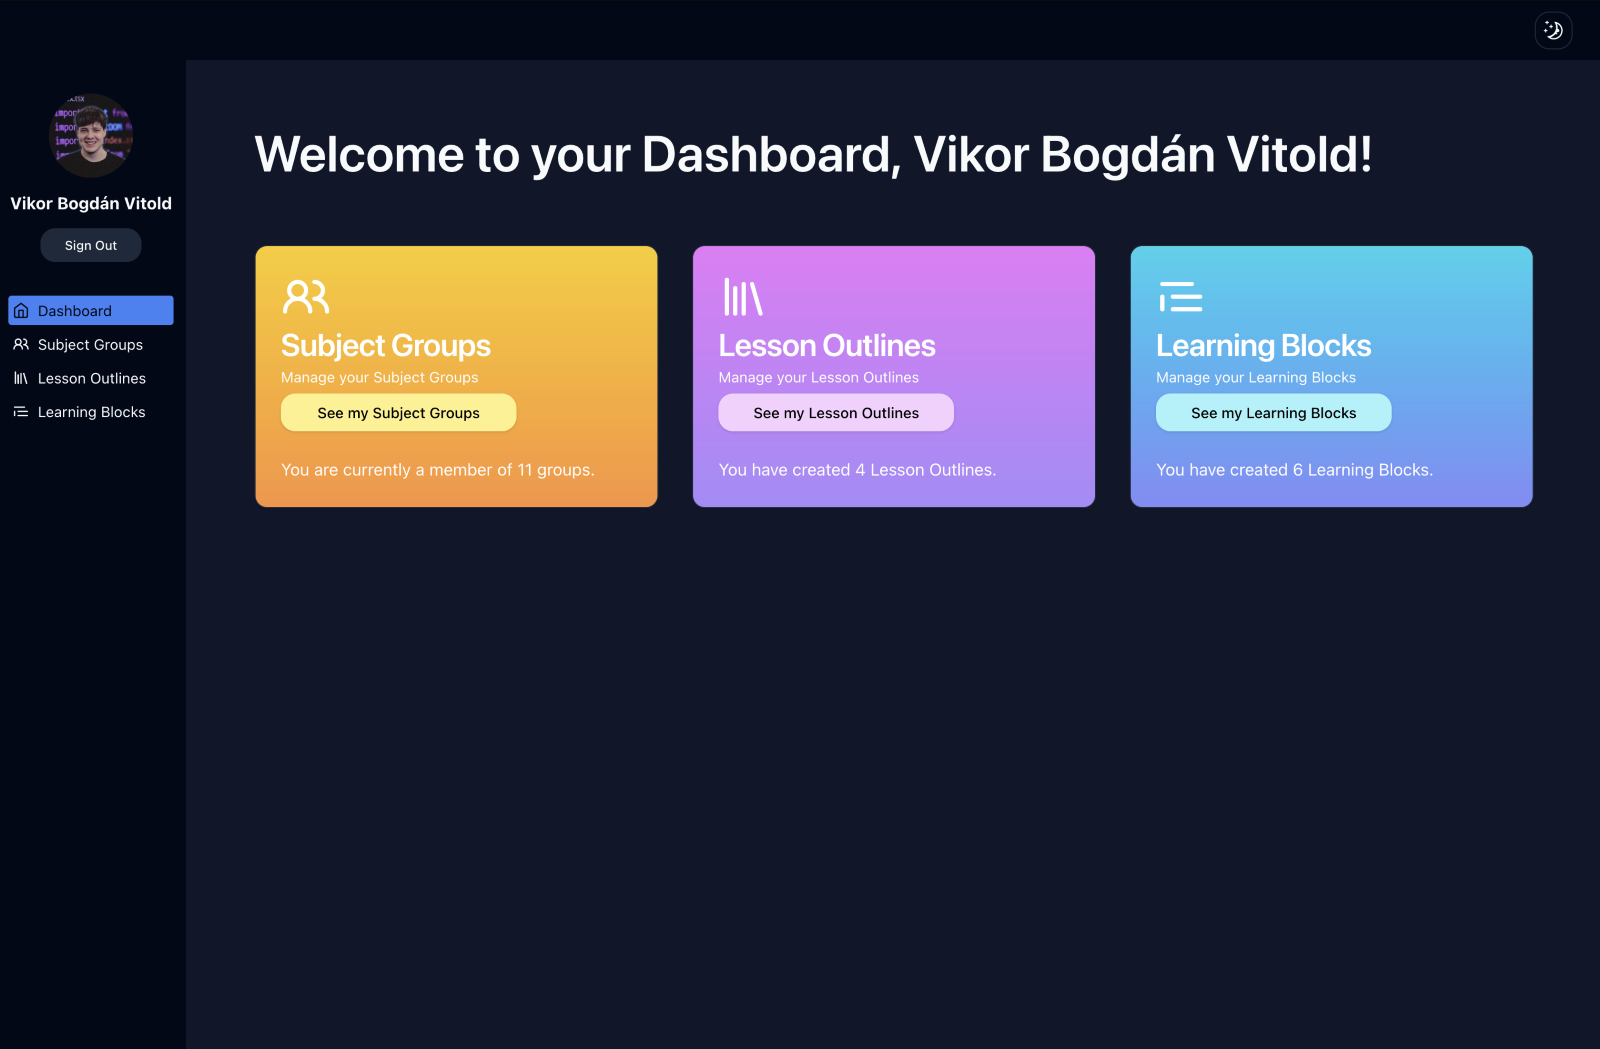 Vikor Bogdán Vitold
Sign Out
Dashboard
Subject Groups
Lesson Outlines
Learning Blocks
Welcome to your Dashboard, Vikor Bogdán Vitold!
Subject Groups
Manage your Subject Groups
See my Subject Groups
You are currently a member of 11 groups.
Lesson Outlines
Manage your Lesson Outlines
See my Lesson Outlines
You have created 4 Lesson Outlines.
Learning Blocks
Manage your Learning Blocks
See my Learning Blocks
You have created 6 Learning Blocks.